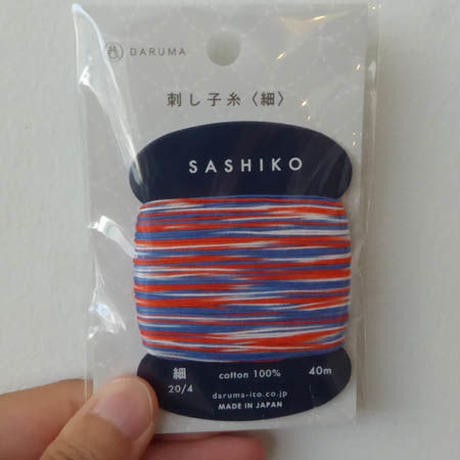 DARUMA
刺し子糸〈細〉
SASHIKO
細 cotton 100% 40m
20/4
daruma-ito.co.jp
MADE IN JAPAN